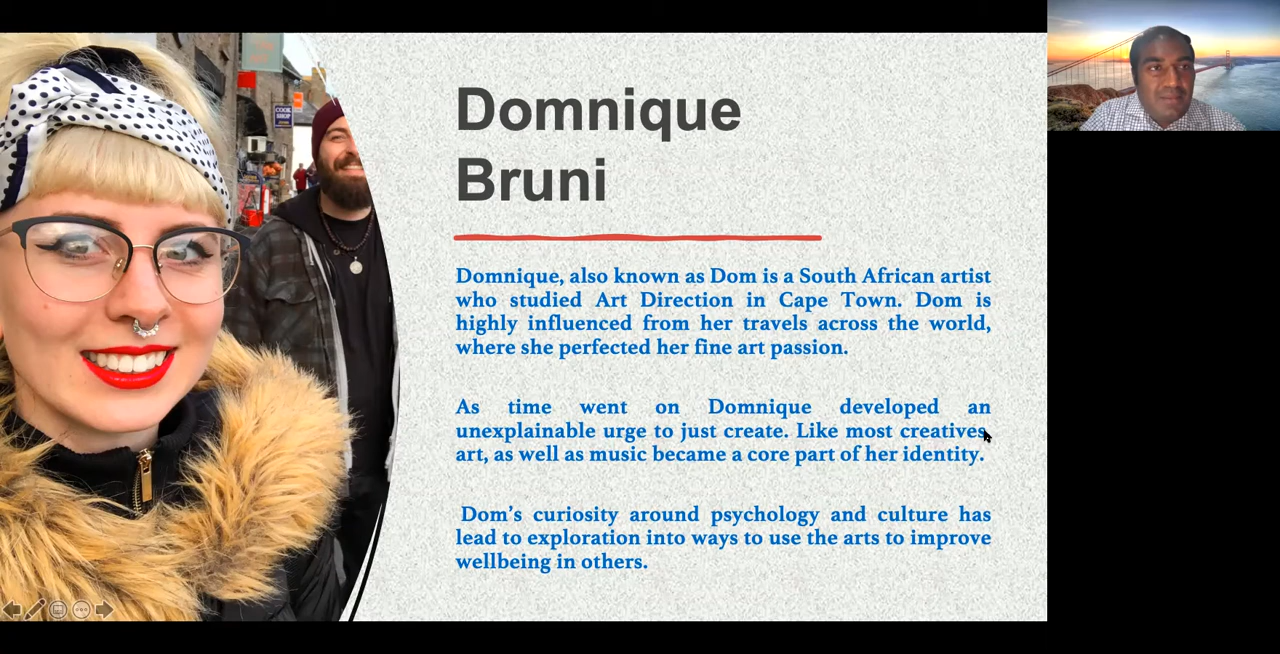 Domnique
Bruni
Domnique, also known as Dom is a South African artist
who studied Art Direction in Cape Town. Dom is
highly influenced from her travels across the world,
where she perfected her fine art passion.
As time went on Domnique developed an
unexplainable urge to just create. Like most creatives,
art, as well as music became a core part of her identity.
Dom’s curiosity around psychology and culture has
lead to exploration into ways to use the arts to improve
wellbeing in others.
COOK
SHOP